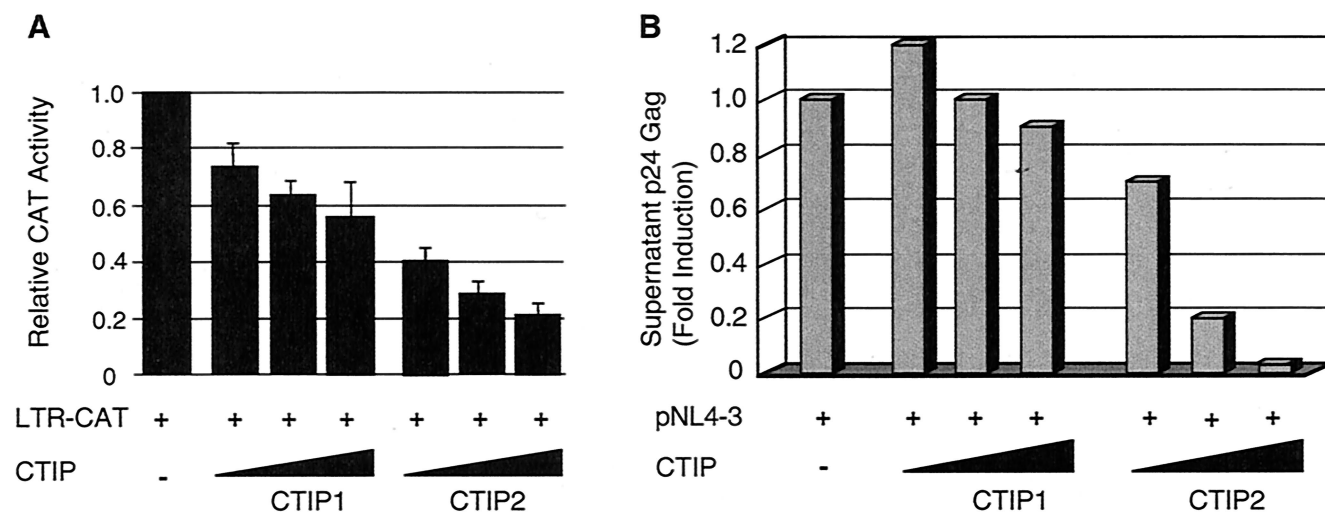 A
Relative CAT Activity
1.0
0.8
0.6
0.4
0.2
0
LTR-CAT + + + + + + +
CTIP -
CTIP1 CTIP2
B
Supernatant p24 Gag
(Fold Induction)
1.2
1.0
0.8
0.6
0.4
0.2
0
pNL4-3 + + + + + + +
CTIP -
CTIP1 CTIP2